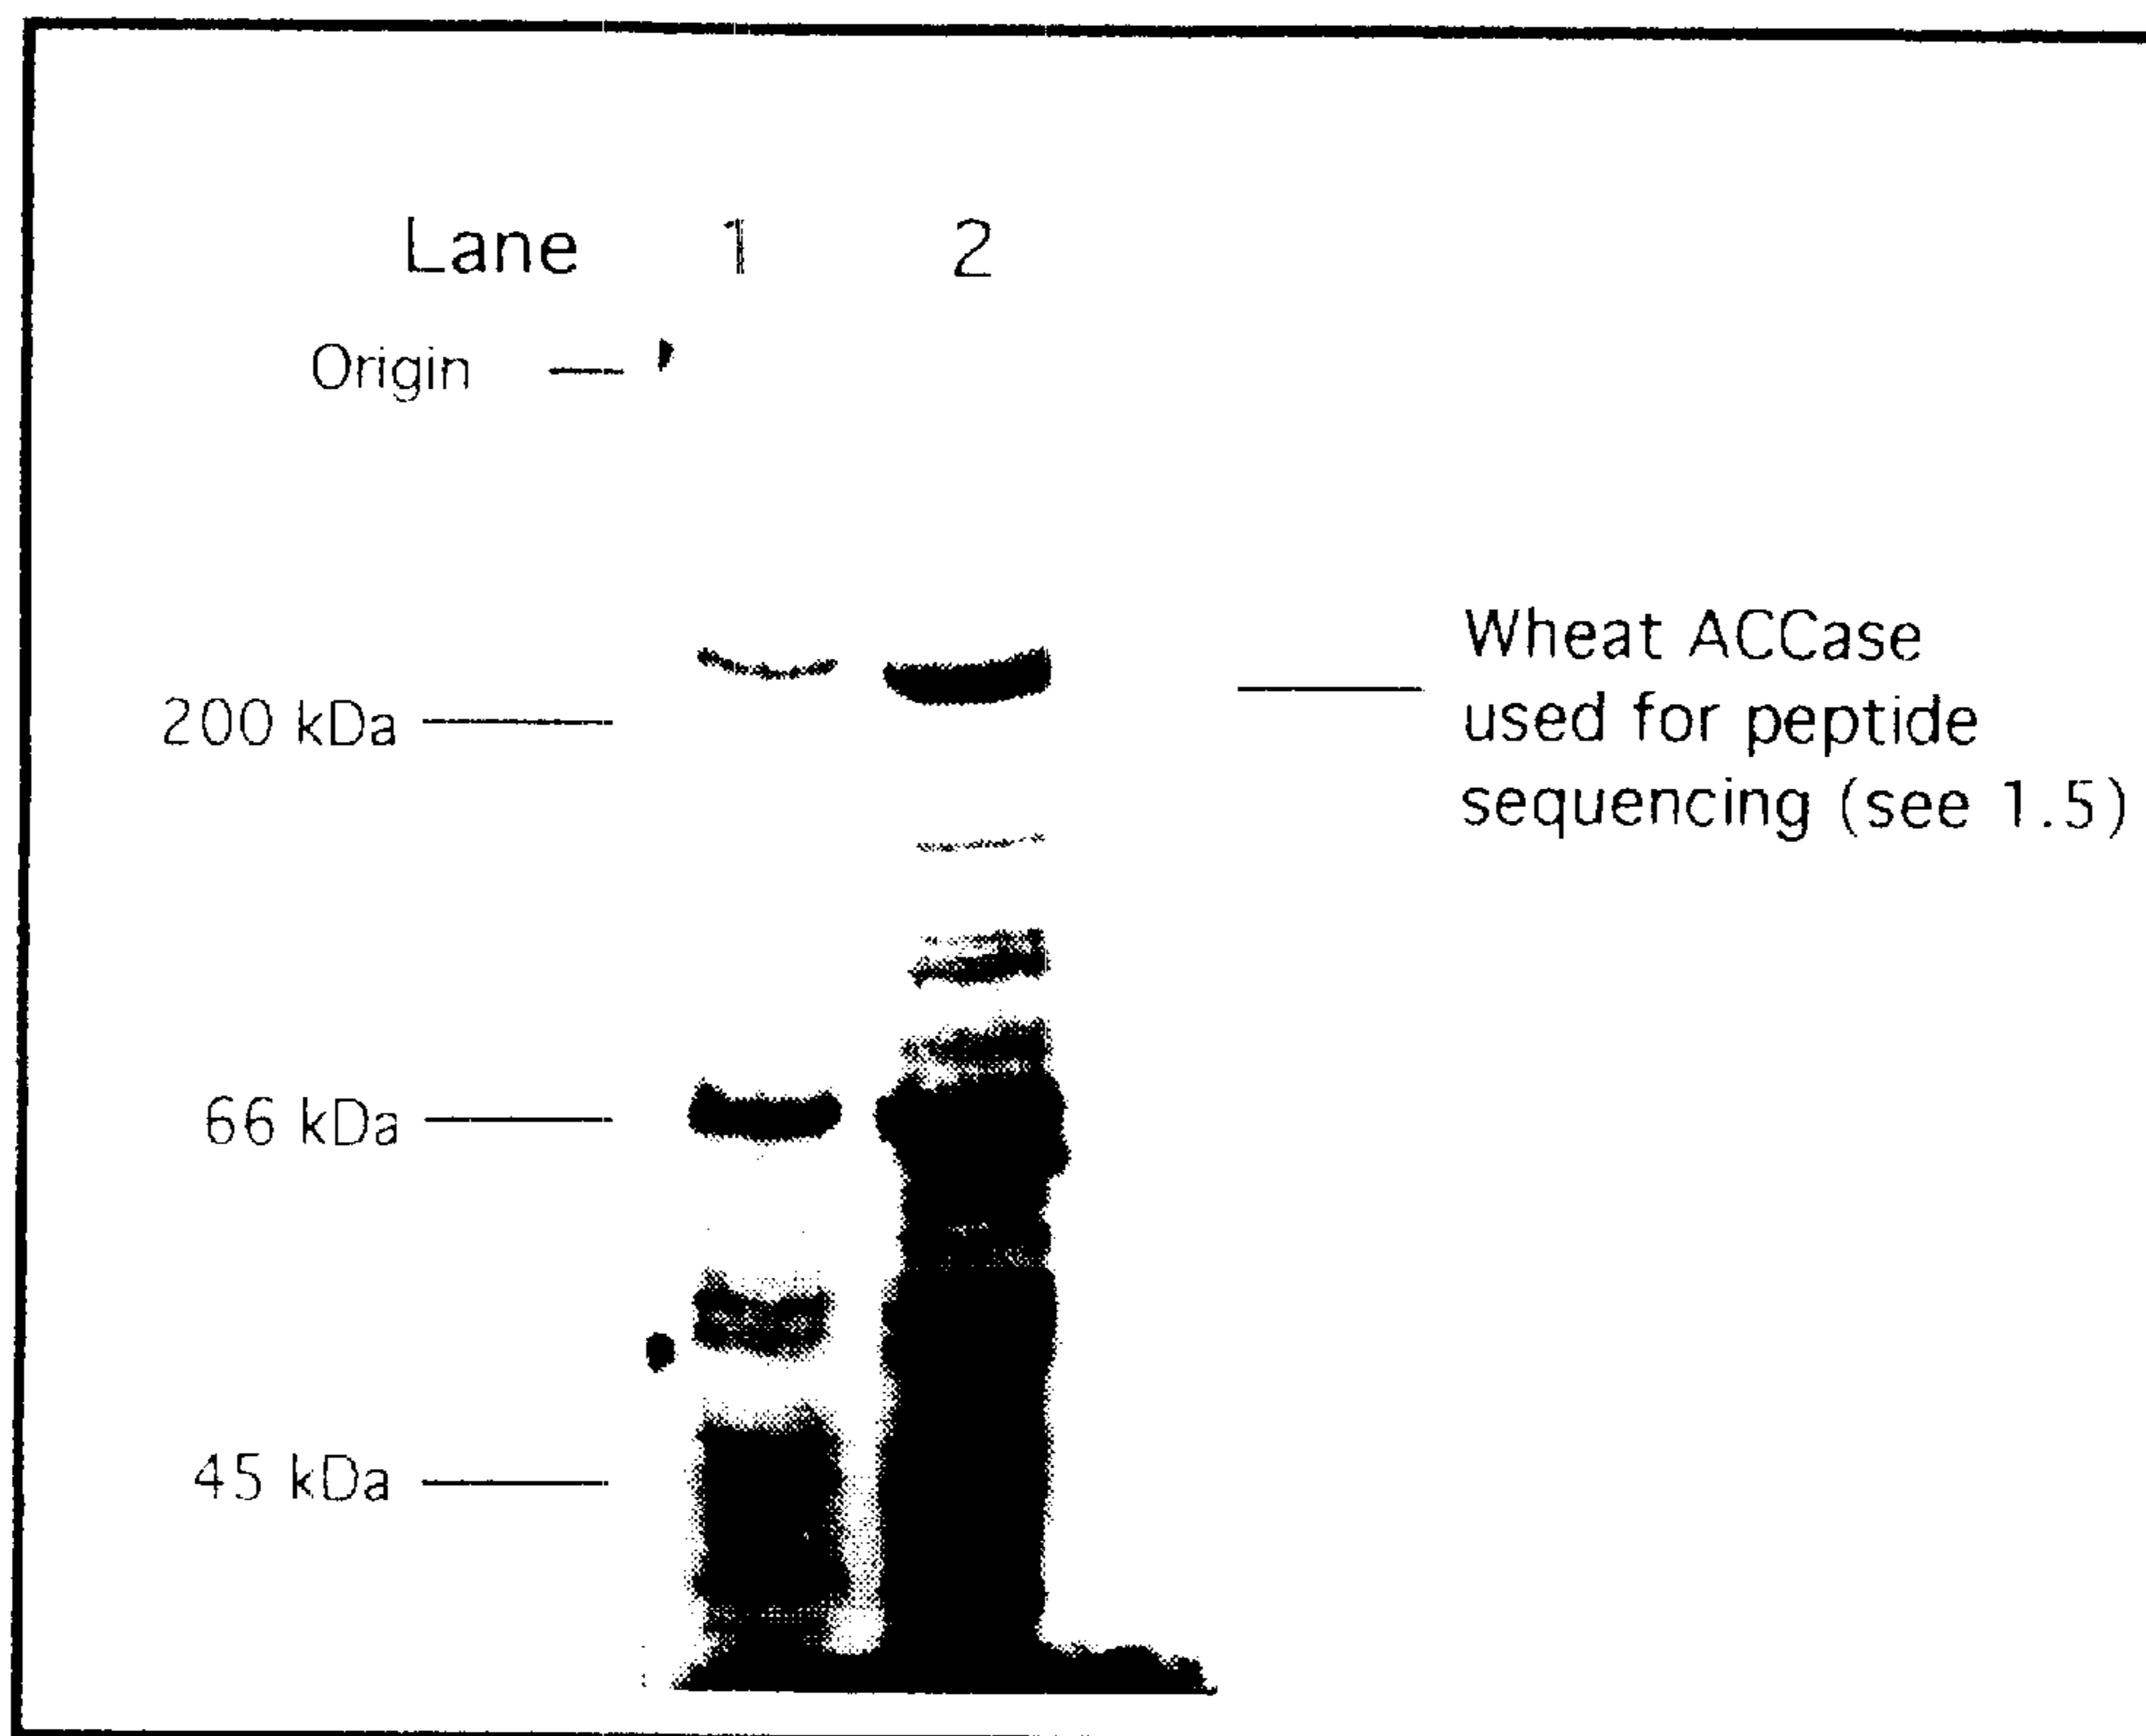 Lane 1 2
Origin
Wheat ACCase
200 kDa
used for peptide
sequencing (see 1.5)
66 kDa
45 kDa